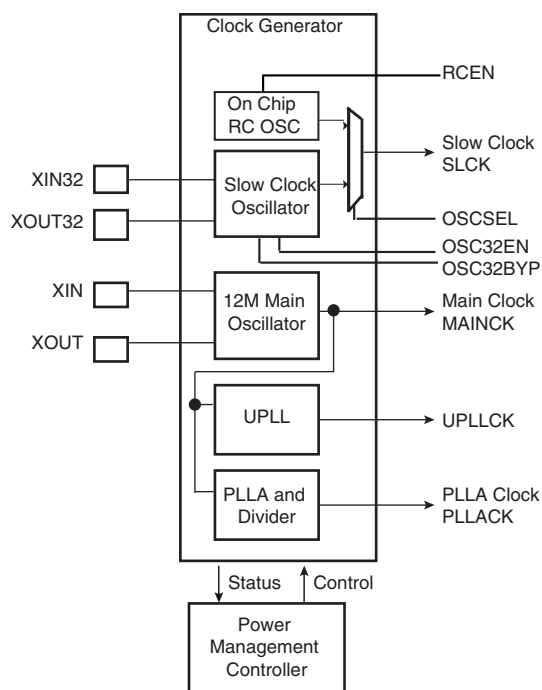 Clock Generator
RCEN
On Chip
RC OSC
Slow Clock
SLCK
XIN32
Slow Clock
Oscillator
XOUT32
OSCSEL
OSC32EN
OSC32BYP
XIN
12M Main
Oscillator
Main Clock
MAINCK
XOUT
UPLL
UPLLCK
PLLA and
Divider
PLLA Clock
PLLACK
Status
Control
Power
Management
Controller